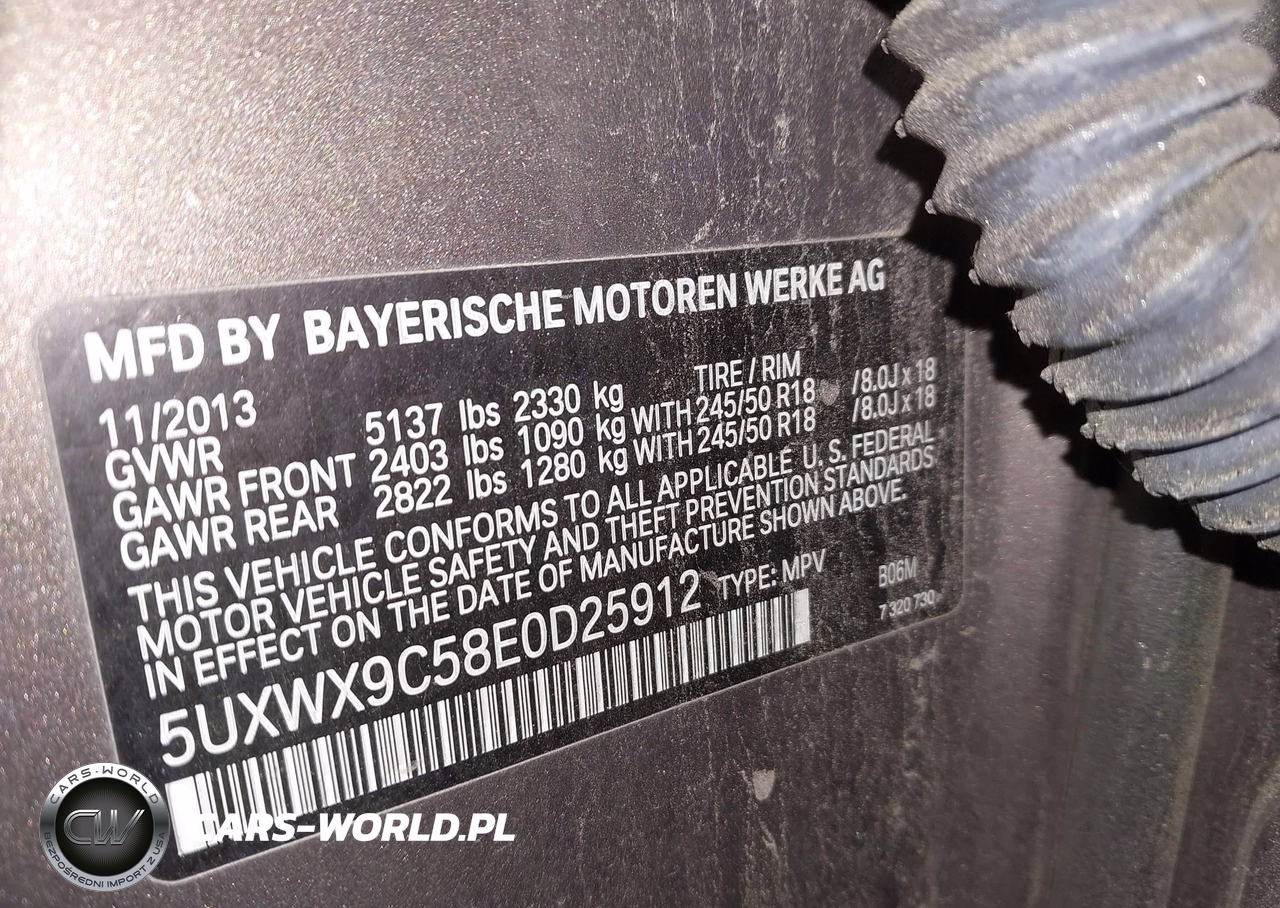 MFD BY BAYERISCHE MOTOREN WERKE AG
11/2013 TIRE / RIM
GVWR 5137 lbs 2330 kg
GAWR FRONT 2403 lbs 1090 kg WITH 245/50 R18 /8.0J x 18
GAWR REAR 2822 lbs 1280 kg WITH 245/50 R18 /8.0J x 18
THIS VEHICLE CONFORMS TO ALL APPLICABLE U. S. FEDERAL
MOTOR VEHICLE SAFETY AND THEFT PREVENTION STANDARDS
IN EFFECT ON THE DATE OF MANUFACTURE SHOWN ABOVE.
5UXWX9C58E0D25912 TYPE: MPV B06M
7 320 730
CARS-WORLD
CW
BEZPOŚREDNI IMPORT Z USA
CARS-WORLD.PL